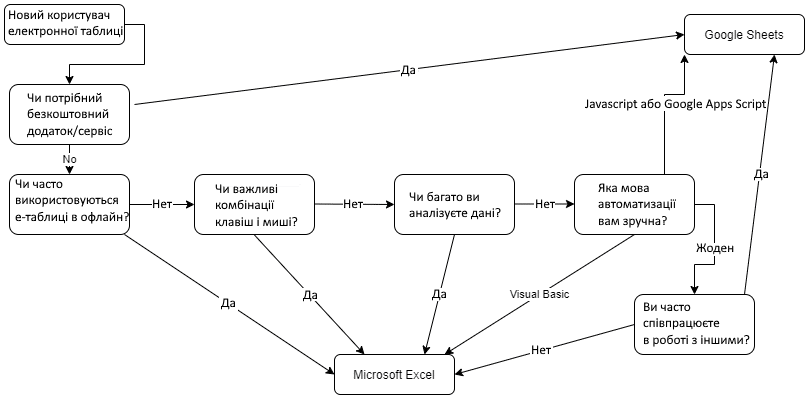 Новий користувач
електронної таблиці
Google Sheets
Да
Чи потрібний
безкоштовний
додаток/сервіс
Javascript або Google Apps Script
No
Чи часто
використовуються
е-таблиці в офлайн?
Нет
Чи важливі
комбінації
клавіш і миші?
Нет
Чи багато ви
аналізуєте дані?
Нет
Яка мова
автоматизації
вам зручна?
Да
Жоден
Да
Да
Да
Visual Basic
Ви часто
співпрацюєте
в роботі з іншими?
Нет
Microsoft Excel